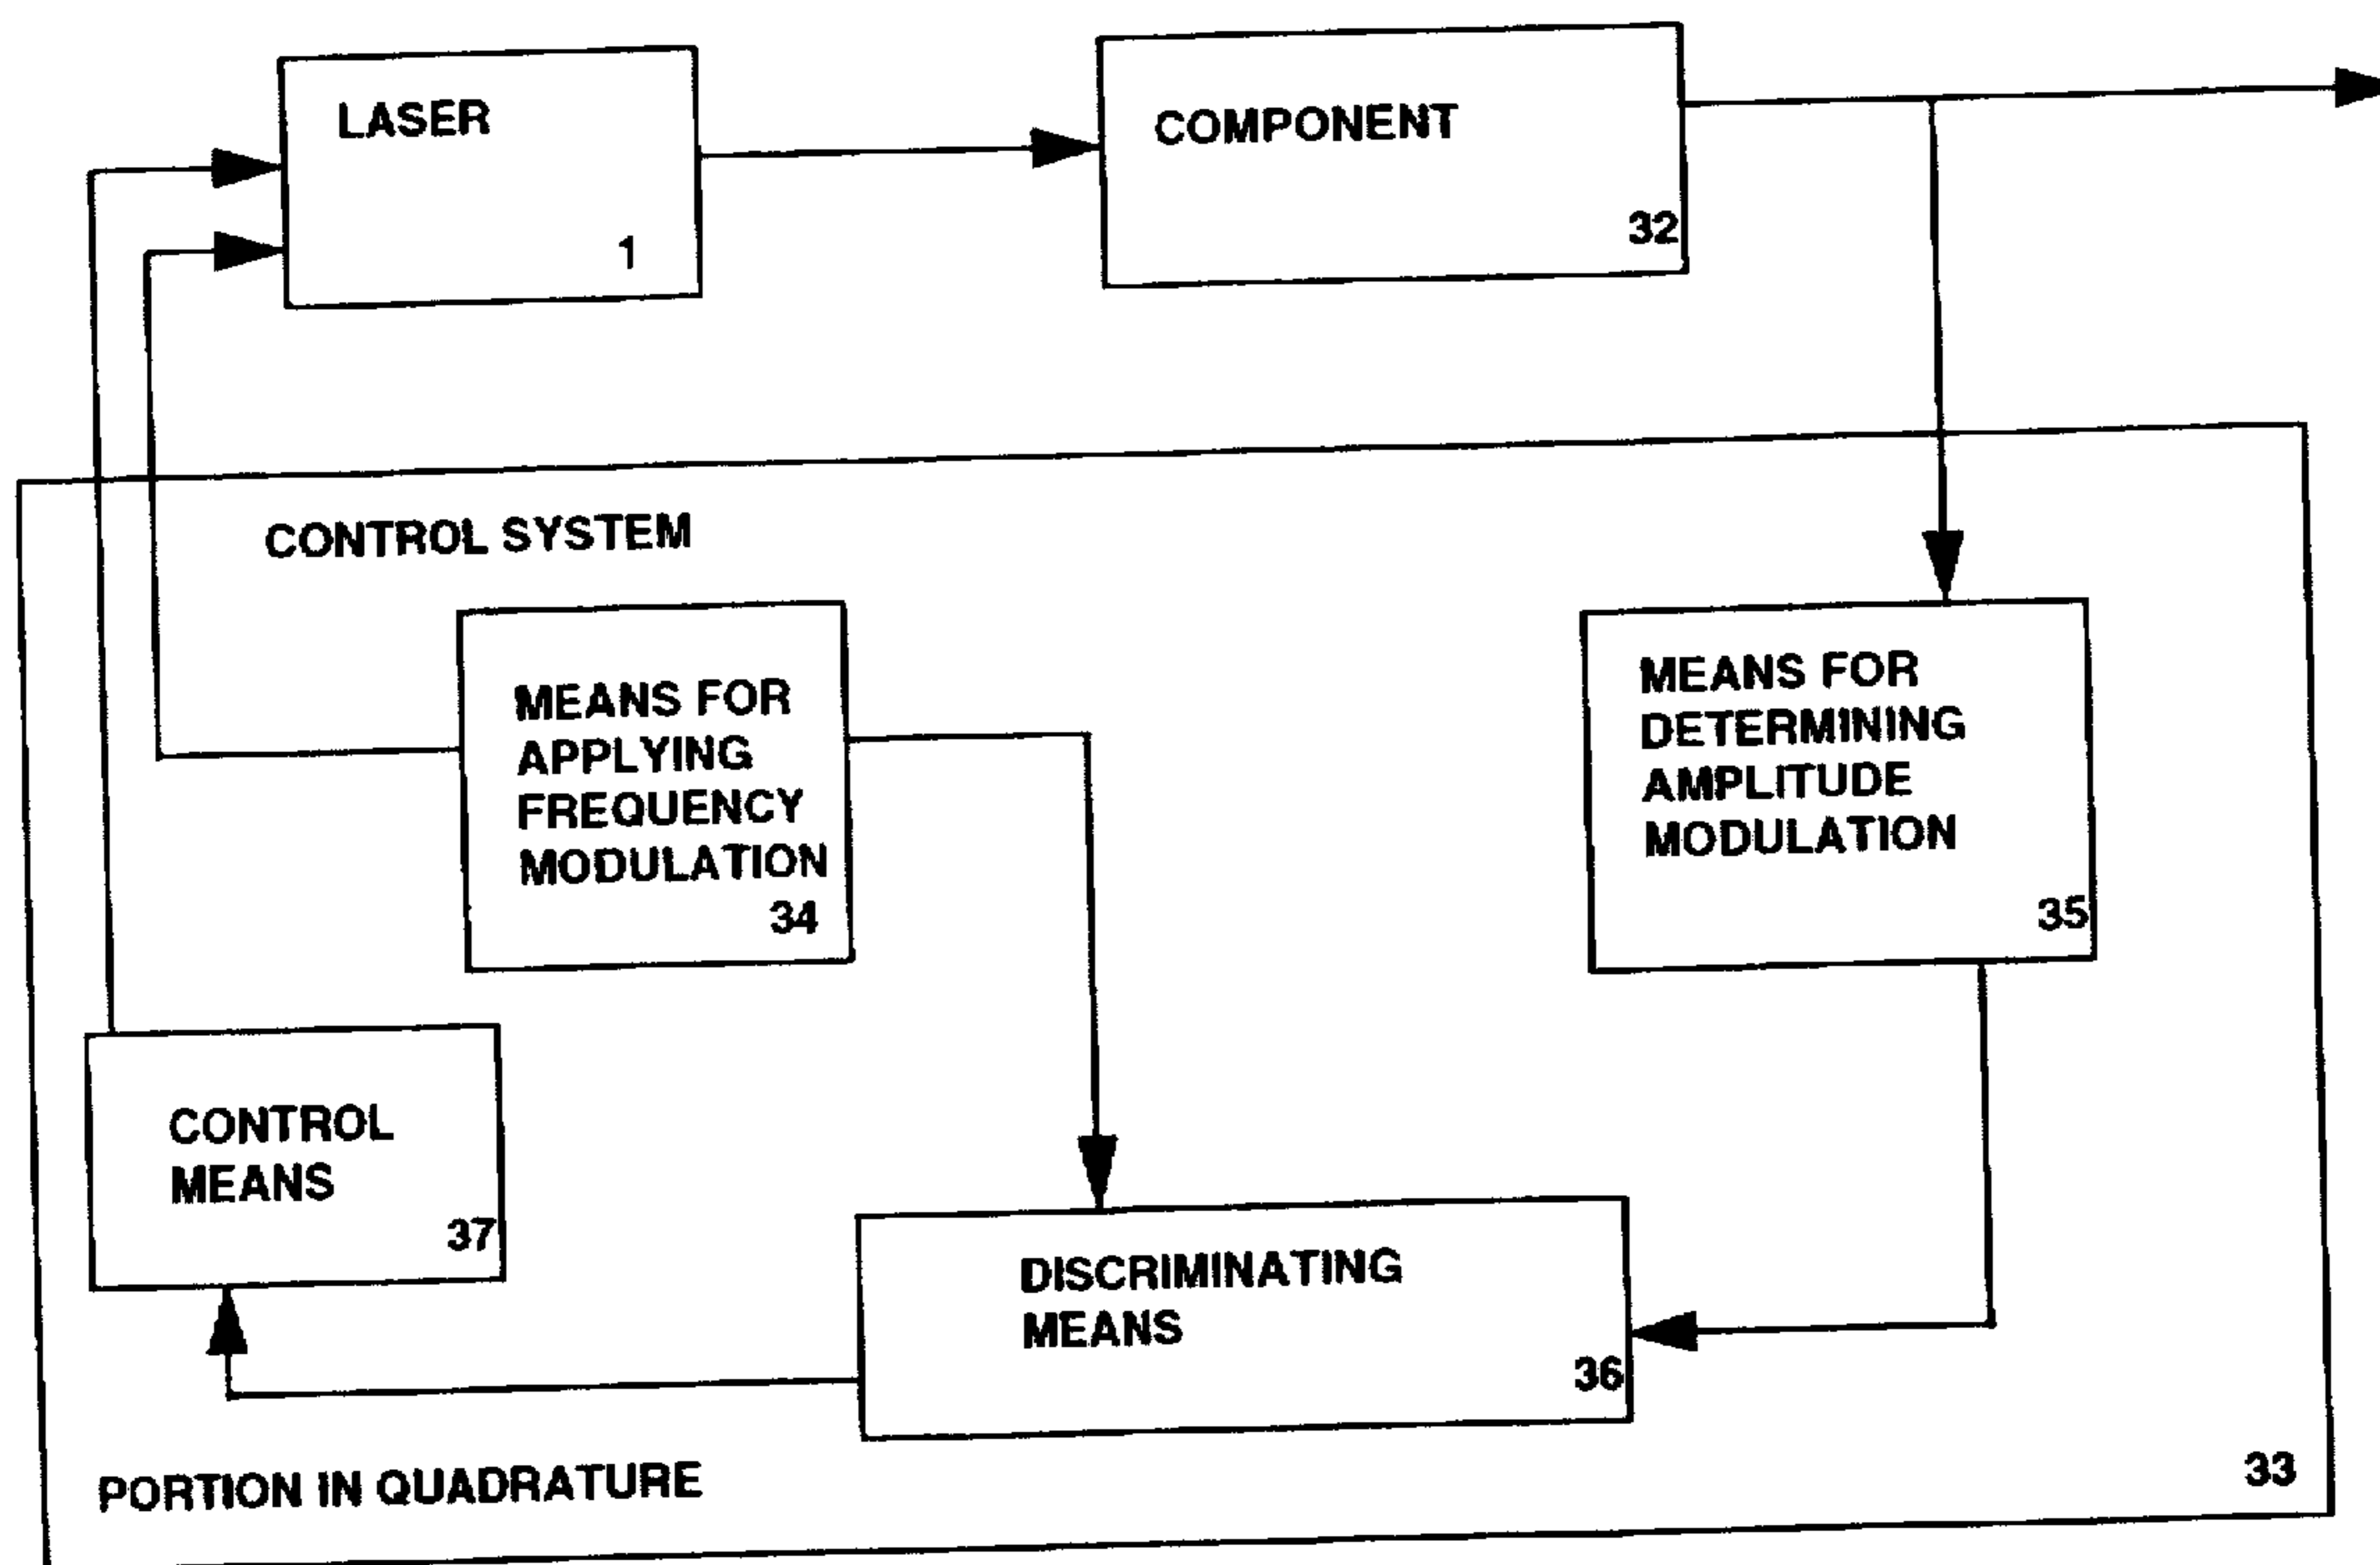 LASER
1
COMPONENT
32
CONTROL SYSTEM
MEANS FOR
APPLYING
FREQUENCY
MODULATION
34
MEANS FOR
DETERMINING
AMPLITUDE
MODULATION
35
CONTROL
MEANS
37
DISCRIMINATING
MEANS
36
PORTION IN QUADRATURE
33